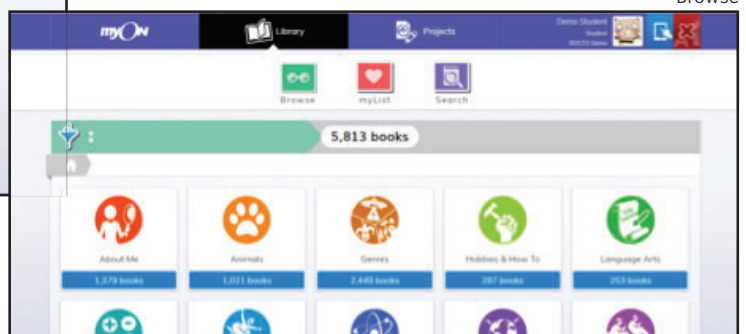 Browse
myON
Library
Projects
Demo Student
Student
Browse
myList
Search
5,813 books
About Me
Animals
Genres
Hobbies & How To
Language Arts
1,379 books
1,021 books
2,449 books
287 books
253 books